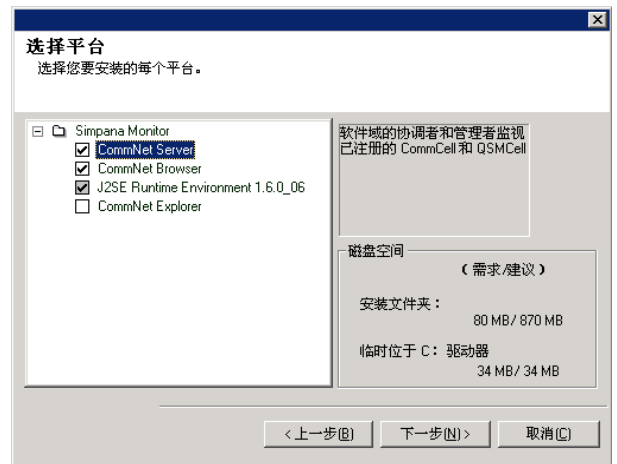 选择平台
选择您要安装的每个平台。
Simpana Monitor
CommNet Server
CommNet Browser
J2SE Runtime Environment 1.6.0_06
CommNet Explorer
软件域的协调者和管理者监视
已注册的 CommCell 和 QSMCell
磁盘空间
( 需求/建议 )
安装文件夹：
80 MB/ 870 MB
临时位于 C： 驱动器
34 MB/ 34 MB
<上一步(B)
下一步(N)>
取消(C)